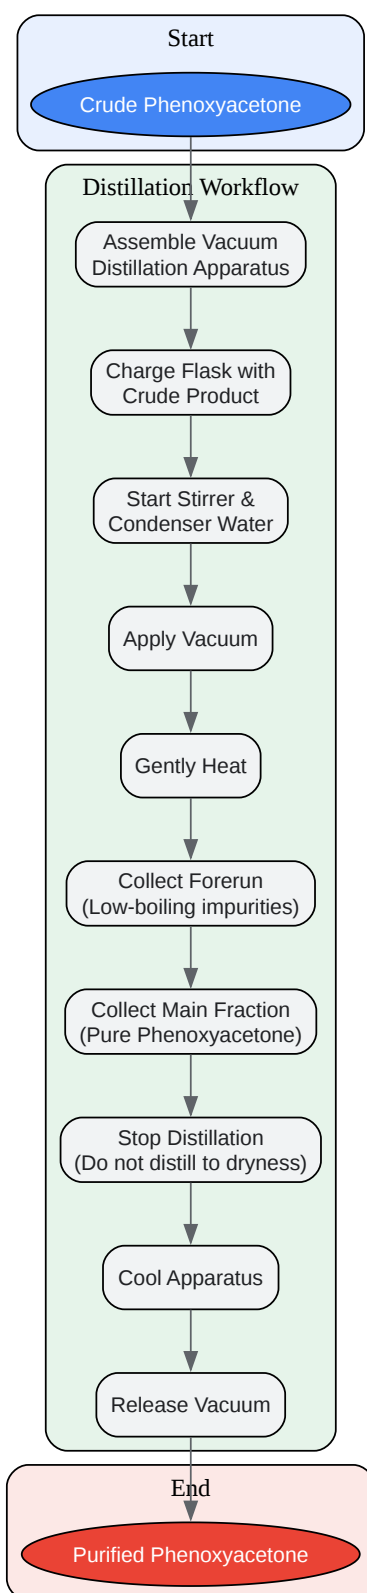 Start
Crude Phenoxyacetone
Distillation Workflow
Assemble Vacuum
Distillation Apparatus
Charge Flask with
Crude Product
Start Stirrer &
Condenser Water
Apply Vacuum
Gently Heat
Collect Forerun
(Low-boiling impurities)
Collect Main Fraction
(Pure Phenoxyacetone)
Stop Distillation
(Do not distill to dryness)
Cool Apparatus
Release Vacuum
End
Purified Phenoxyacetone